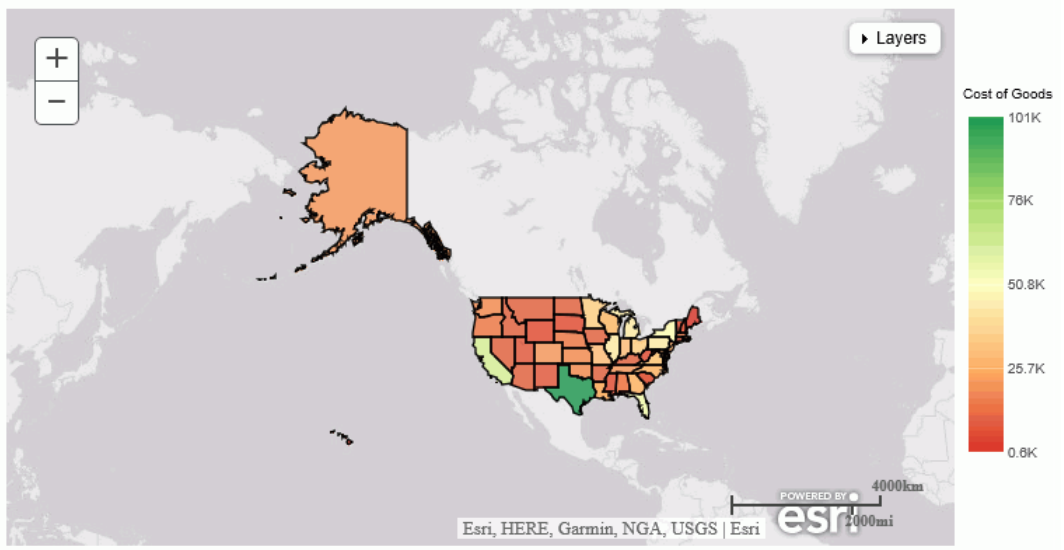 +
−
Layers
Cost of Goods
101K
76K
50.8K
25.7K
0.6K
4000km
2000mi
POWERED BY
esri
Esri, HERE, Garmin, NGA, USGS | Esri